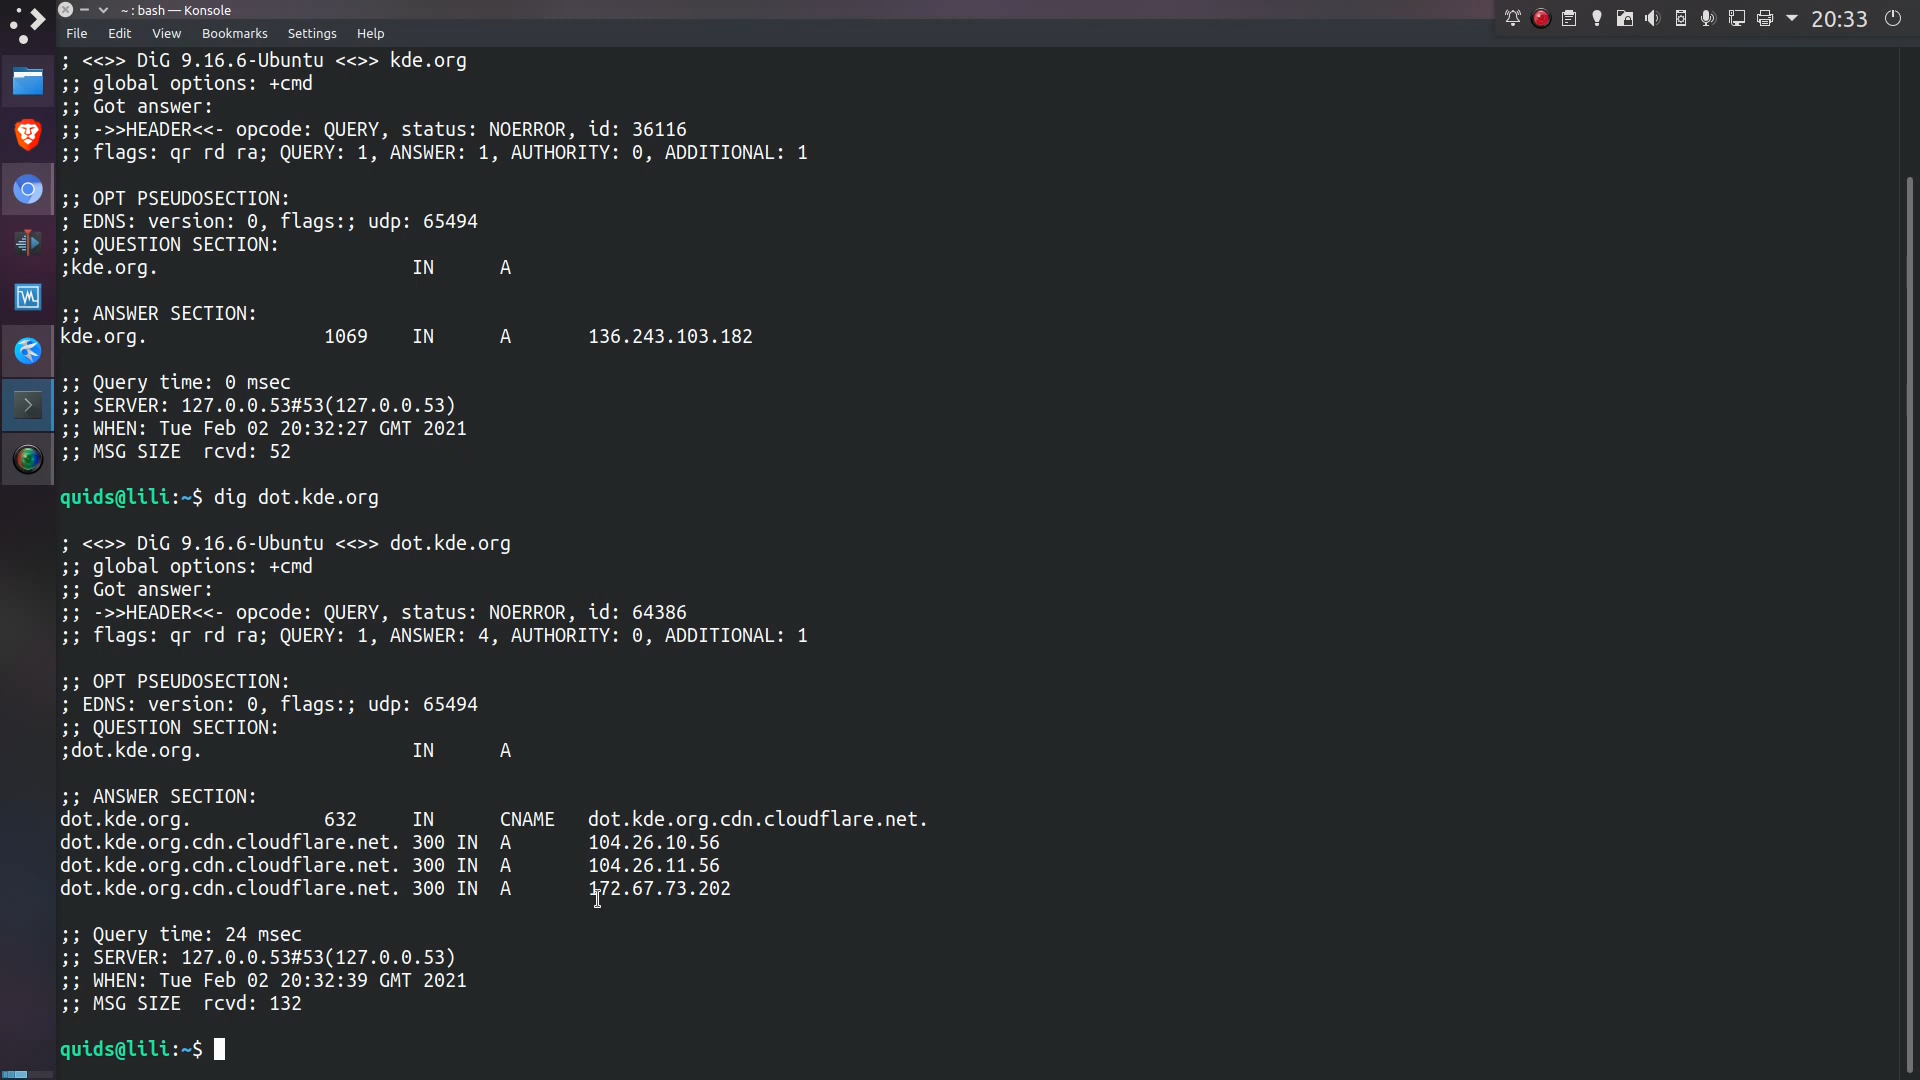 ~ : bash — Konsole
20:33
File Edit View Bookmarks Settings Help
; <<>> DiG 9.16.6-Ubuntu <<>> kde.org
;; global options: +cmd
;; Got answer:
;; ->>HEADER<<- opcode: QUERY, status: NOERROR, id: 36116
;; flags: qr rd ra; QUERY: 1, ANSWER: 1, AUTHORITY: 0, ADDITIONAL: 1
;; OPT PSEUDOSECTION:
; EDNS: version: 0, flags:; udp: 65494
;; QUESTION SECTION:
;kde.org. IN A
;; ANSWER SECTION:
kde.org. 1069 IN A 136.243.103.182
;; Query time: 0 msec
;; SERVER: 127.0.0.53#53(127.0.0.53)
;; WHEN: Tue Feb 02 20:32:27 GMT 2021
;; MSG SIZE rcvd: 52
quids@lili:~$ dig dot.kde.org
; <<>> DiG 9.16.6-Ubuntu <<>> dot.kde.org
;; global options: +cmd
;; Got answer:
;; ->>HEADER<<- opcode: QUERY, status: NOERROR, id: 64386
;; flags: qr rd ra; QUERY: 1, ANSWER: 4, AUTHORITY: 0, ADDITIONAL: 1
;; OPT PSEUDOSECTION:
; EDNS: version: 0, flags:; udp: 65494
;; QUESTION SECTION:
;dot.kde.org. IN A
;; ANSWER SECTION:
dot.kde.org. 632 IN CNAME dot.kde.org.cdn.cloudflare.net.
dot.kde.org.cdn.cloudflare.net. 300 IN A 104.26.10.56
dot.kde.org.cdn.cloudflare.net. 300 IN A 104.26.11.56
dot.kde.org.cdn.cloudflare.net. 300 IN A 172.67.73.202
;; Query time: 24 msec
;; SERVER: 127.0.0.53#53(127.0.0.53)
;; WHEN: Tue Feb 02 20:32:39 GMT 2021
;; MSG SIZE rcvd: 132
quids@lili:~$